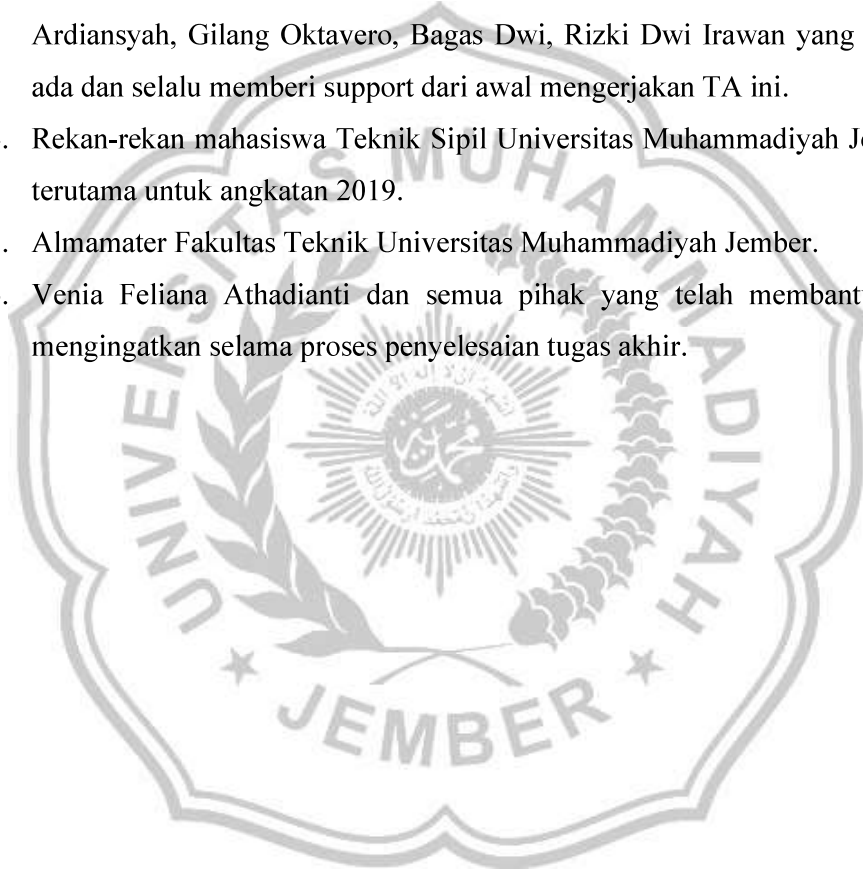 Ardiansyah, Gilang Oktavero, Bagas Dwi, Rizki Dwi Irawan yang
ada dan selalu memberi support dari awal mengerjakan TA ini.
. Rekan-rekan mahasiswa Teknik Sipil Universitas Muhammadiyah
terutama untuk angkatan 2019.
. Almamater Fakultas Teknik Universitas Muhammadiyah Jember.
. Venia Feliana Athadianti dan semua pihak yang telah
mengingatkan selama proses penyelesaian tugas akhir.
UNIVERSITAS MUHAMMADIYAH
JEMBER